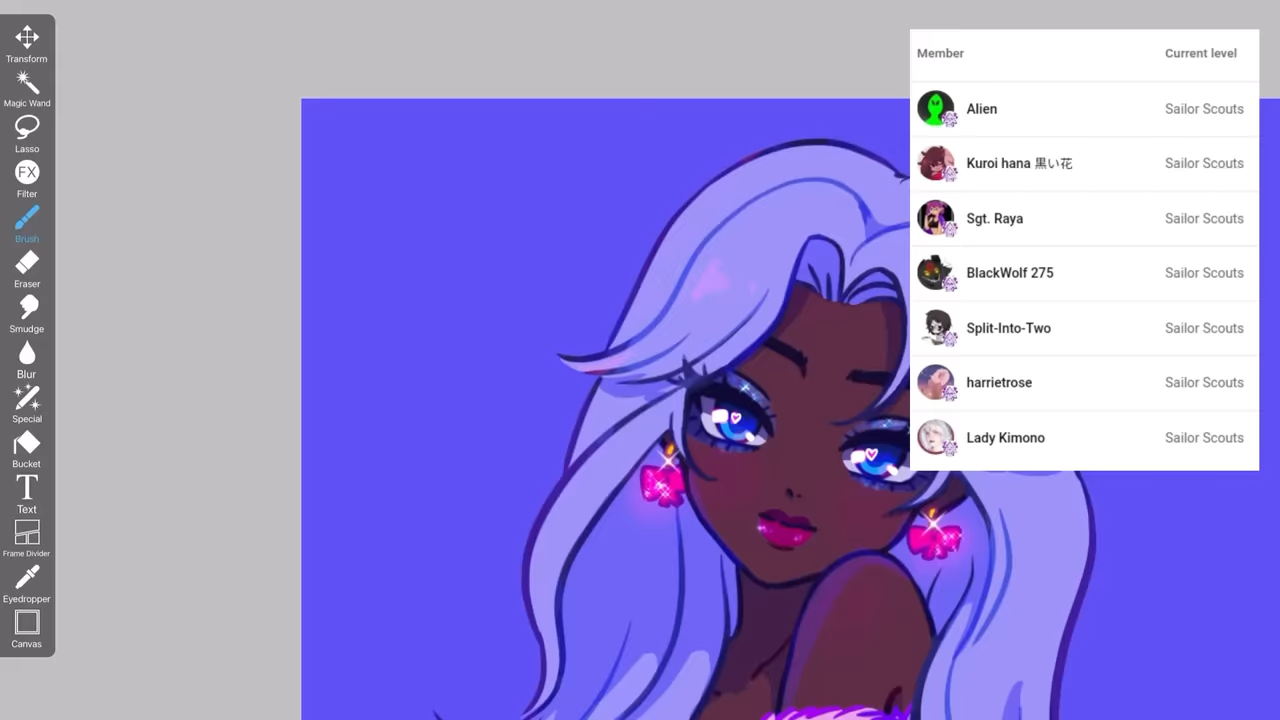 Transform
Magic Wand
Lasso
FX
Filter
Brush
Eraser
Smudge
Blur
Special
Bucket
T
Text
Frame Divider
Eyedropper
Canvas
Member Current level
Alien Sailor Scouts
Kuroi hana 黒い花 Sailor Scouts
Sgt. Raya Sailor Scouts
BlackWolf 275 Sailor Scouts
Split-Into-Two Sailor Scouts
harrietrose Sailor Scouts
Lady Kimono Sailor Scouts